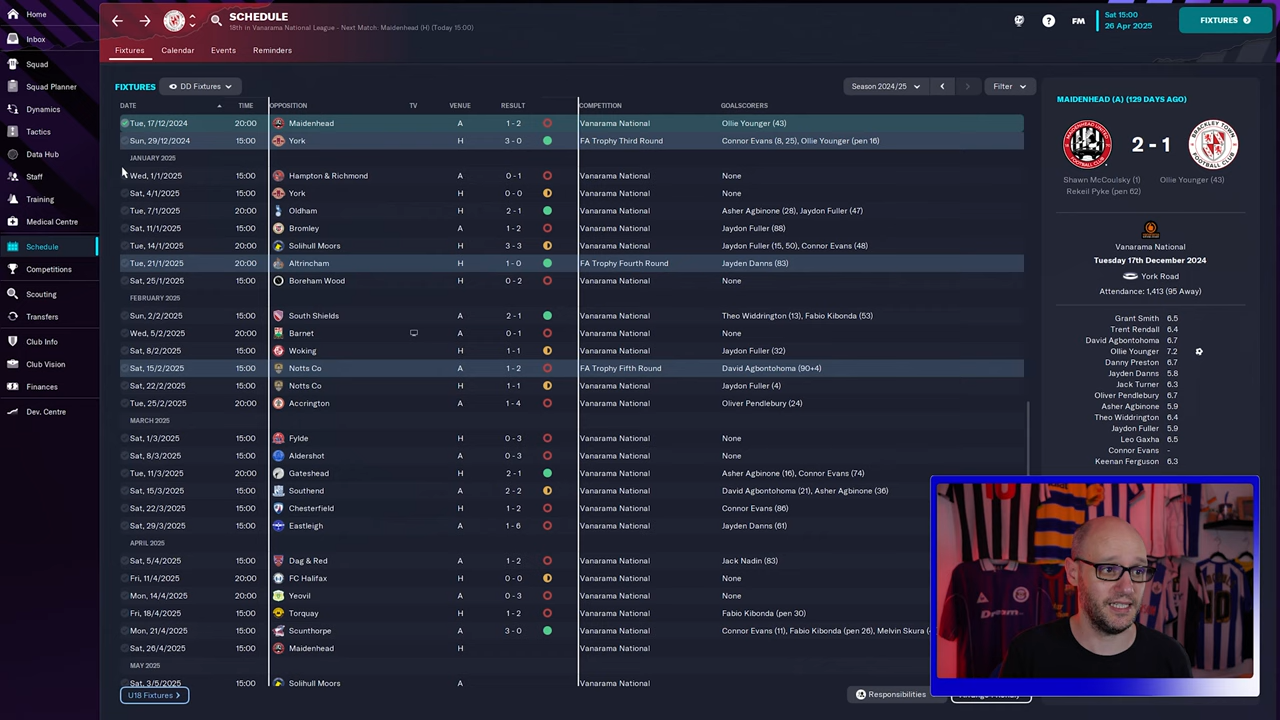 Home
Inbox
Squad
Squad Planner
Dynamics
Tactics
Data Hub
Staff
Training
Medical Centre
Schedule
Competitions
Scouting
Transfers
Club Info
Club Vision
Finances
Dev. Centre
SCHEDULE
18th in Vanarama National League - Next Match: Maidenhead (H) (Today 15:00)
FM
Sat 15:00
26 Apr 2025
FIXTURES
Fixtures Calendar Events Reminders
FIXTURES DD Fixtures Season 2024/25 Filter
DATE TIME OPPOSITION TV VENUE RESULT COMPETITION GOALSCORERS
Tue, 17/12/2024 20:00 Maidenhead A 1 - 2 Vanarama National Ollie Younger (43)
Sun, 29/12/2024 15:00 York H 3 - 0 FA Trophy Third Round Connor Evans (8, 25), Ollie Younger (pen 16)
JANUARY 2025
Wed, 1/1/2025 15:00 Hampton & Richmond A 0 - 1 Vanarama National None
Sat, 4/1/2025 15:00 York H 0 - 0 Vanarama National None
Tue, 7/1/2025 20:00 Oldham H 2 - 1 Vanarama National Asher Agbinone (28), Jaydon Fuller (47)
Sat, 11/1/2025 15:00 Bromley A 1 - 2 Vanarama National Jaydon Fuller (88)
Tue, 14/1/2025 20:00 Solihull Moors H 3 - 3 Vanarama National Jaydon Fuller (15, 50), Connor Evans (48)
Tue, 21/1/2025 20:00 Altrincham H 1 - 0 FA Trophy Fourth Round Jayden Danns (83)
Sat, 25/1/2025 15:00 Boreham Wood H 0 - 2 Vanarama National None
FEBRUARY 2025
Sun, 2/2/2025 15:00 South Shields H 2 - 1 Vanarama National Theo Widdrington (13), Fabio Kibonda (53)
Wed, 5/2/2025 20:00 Barnet A 0 - 1 Vanarama National None
Sat, 8/2/2025 15:00 Woking H 1 - 1 Vanarama National Jaydon Fuller (32)
Sat, 15/2/2025 15:00 Notts Co A 1 - 2 FA Trophy Fifth Round David Agbontohoma (90+4)
Sat, 22/2/2025 15:00 Notts Co H 1 - 1 Vanarama National Jaydon Fuller (4)
Tue, 25/2/2025 20:00 Accrington A 1 - 4 Vanarama National Oliver Pendlebury (24)
MARCH 2025
Sat, 1/3/2025 15:00 Fylde H 0 - 3 Vanarama National None
Sat, 8/3/2025 15:00 Aldershot A 0 - 3 Vanarama National None
Tue, 11/3/2025 20:00 Gateshead H 2 - 1 Vanarama National Asher Agbinone (16), Connor Evans (74)
Sat, 15/3/2025 15:00 Southend A 2 - 2 Vanarama National David Agbontohoma (21), Asher Agbinone (36)
Sat, 22/3/2025 15:00 Chesterfield H 1 - 2 Vanarama National Connor Evans (86)
Sat, 29/3/2025 15:00 Eastleigh A 1 - 6 Vanarama National Jayden Danns (61)
APRIL 2025
Sat, 5/4/2025 15:00 Dag & Red A 1 - 2 Vanarama National Jack Nadin (83)
Fri, 11/4/2025 20:00 FC Halifax H 0 - 0 Vanarama National None
Mon, 14/4/2025 20:00 Yeovil A 0 - 3 Vanarama National None
Fri, 18/4/2025 15:00 Torquay H 1 - 2 Vanarama National Fabio Kibonda (pen 30)
Mon, 21/4/2025 15:00 Scunthorpe A 3 - 0 Vanarama National Connor Evans (11), Fabio Kibonda (pen 26), Melvin Skura
Sat, 26/4/2025 15:00 Maidenhead H Vanarama National
MAY 2025
Sat, 3/5/2025 15:00 Solihull Moors A Vanarama National
U18 Fixtures
Responsibilities
MAIDENHEAD (A) (129 DAYS AGO)
2 - 1
Shawn McCoulsky (1)
Rekeil Pyke (pen 62)
Ollie Younger (43)
Vanarama National
Tuesday 17th December 2024
York Road
Attendance: 1,413 (95 Away)
Grant Smith 6.5
Trent Rendall 6.4
David Agbontohoma 6.7
Ollie Younger 7.2
Danny Preston 6.7
Jayden Danns 5.8
Jack Turner 6.3
Oliver Pendlebury 6.7
Asher Agbinone 5.9
Theo Widdrington 6.4
Jaydon Fuller 5.9
Leo Gaxha 6.5
Connor Evans -
Keenan Ferguson 6.3